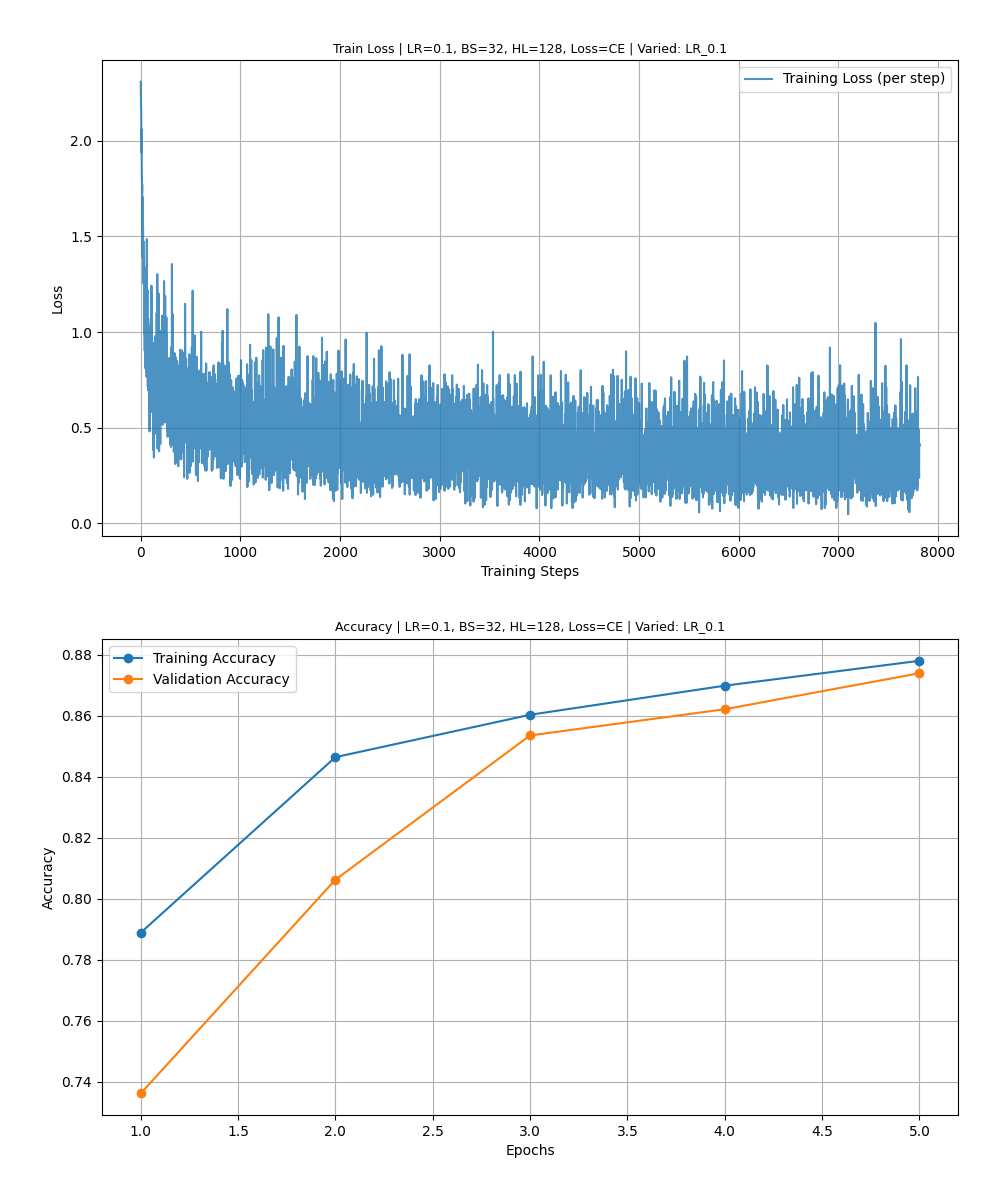 Train Loss | LR=0.1, BS=32, HL=128, Loss=CE | Varied: LR_0.1
Training Loss (per step)
2.0
1.5
1.0
0.5
0.0
Loss
0 1000 2000 3000 4000 5000 6000 7000 8000
Training Steps
Accuracy | LR=0.1, BS=32, HL=128, Loss=CE | Varied: LR_0.1
Training Accuracy
Validation Accuracy
0.88
0.86
0.84
0.82
0.80
0.78
0.76
0.74
Accuracy
1.0 1.5 2.0 2.5 3.0 3.5 4.0 4.5 5.0
Epochs